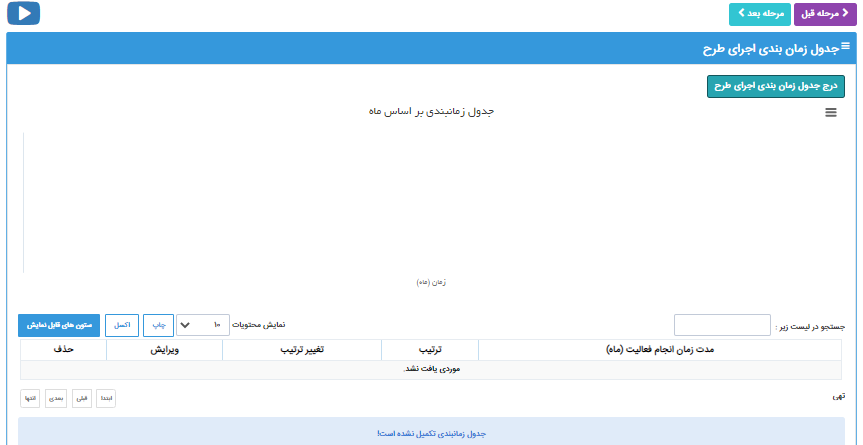 مرحله قبل
مرحله بعد
جدول زمان بندی اجرای طرح
درج جدول زمان بندی اجرای طرح
جدول زمانبندی بر اساس ماه
زمان (ماه)
جستجو در لیست زیر :
نمایش محتویات ۱۰
چاپ
اکسل
ستون های قابل نمایش
مدت زمان انجام فعالیت (ماه) ترتیب تغییر ترتیب ویرایش حذف
موردی یافت نشد.
تهی
ابتدا قبلی بعدی انتها
جدول زمانبندی تکمیل نشده است!